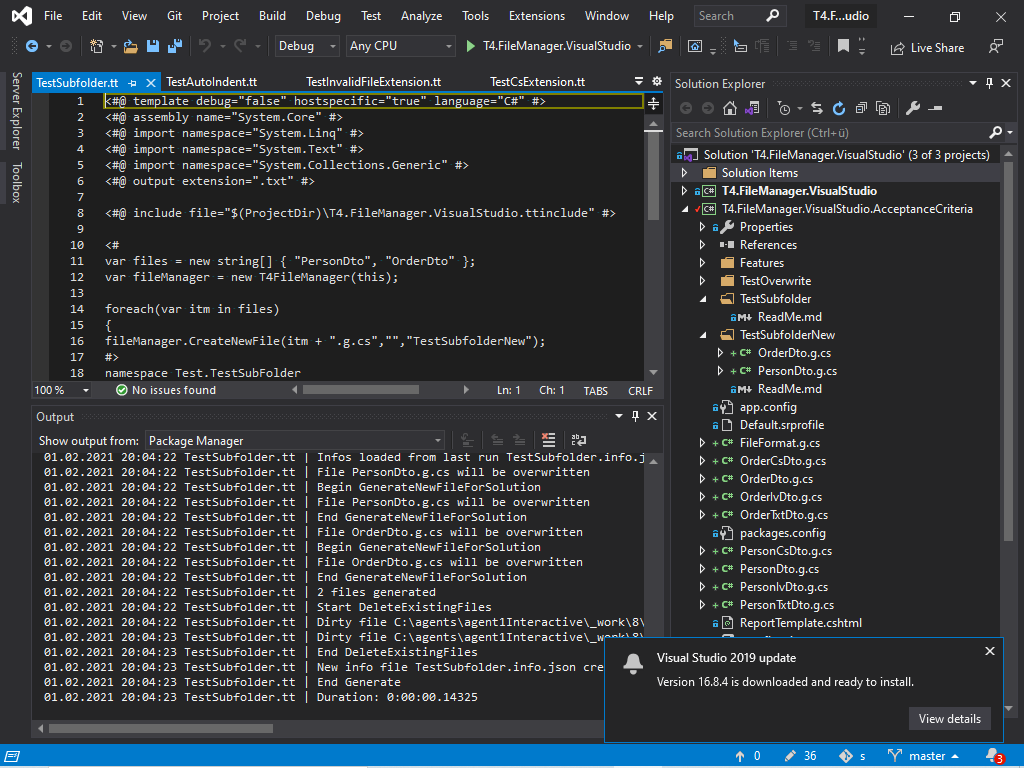 File Edit View Git Project Build Debug Test Analyze Tools Extensions Window Help Search T4.F...udio
Debug Any CPU T4.FileManager.VisualStudio Live Share
Server Explorer
Toolbox
TestSubfolder.tt TestAutoIndent.tt TestInvalidFileExtension.tt TestCsExtension.tt
1 <#@ template debug="false" hostspecific="true" language="C#" #>
2 <#@ assembly name="System.Core" #>
3 <#@ import namespace="System.Linq" #>
4 <#@ import namespace="System.Text" #>
5 <#@ import namespace="System.Collections.Generic" #>
6 <#@ output extension=".txt" #>
7
8 <#@ include file="$(ProjectDir)\T4.FileManager.VisualStudio.ttinclude" #>
9
10 <#
11 var files = new string[] { "PersonDto", "OrderDto" };
12 var fileManager = new T4FileManager(this);
13
14 foreach(var itm in files)
15 {
16 fileManager.CreateNewFile(itm + ".g.cs","","TestSubfolderNew");
17 #>
18 namespace Test.TestSubFolder
100 % No issues found Ln: 1 Ch: 1 TABS CRLF
Output
Show output from: Package Manager
01.02.2021 20:04:22 TestSubfolder.tt | Infos loaded from last run TestSubfolder.info.j
01.02.2021 20:04:22 TestSubfolder.tt | File PersonDto.g.cs will be overwritten
01.02.2021 20:04:22 TestSubfolder.tt | Begin GenerateNewFileForSolution
01.02.2021 20:04:22 TestSubfolder.tt | File PersonDto.g.cs will be overwritten
01.02.2021 20:04:22 TestSubfolder.tt | End GenerateNewFileForSolution
01.02.2021 20:04:22 TestSubfolder.tt | File OrderDto.g.cs will be overwritten
01.02.2021 20:04:22 TestSubfolder.tt | Begin GenerateNewFileForSolution
01.02.2021 20:04:22 TestSubfolder.tt | File OrderDto.g.cs will be overwritten
01.02.2021 20:04:22 TestSubfolder.tt | End GenerateNewFileForSolution
01.02.2021 20:04:22 TestSubfolder.tt | 2 files generated
01.02.2021 20:04:22 TestSubfolder.tt | Start DeleteExistingFiles
01.02.2021 20:04:22 TestSubfolder.tt | Dirty file C:\agents\agent1Interactive\_work\8\
01.02.2021 20:04:23 TestSubfolder.tt | Dirty file C:\agents\agent1Interactive\_work\8\
01.02.2021 20:04:23 TestSubfolder.tt | End DeleteExistingFiles
01.02.2021 20:04:23 TestSubfolder.tt | New info file TestSubfolder.info.json cre
01.02.2021 20:04:23 TestSubfolder.tt | End Generate
01.02.2021 20:04:23 TestSubfolder.tt | Duration: 0:00:00.14325
Solution Explorer
Search Solution Explorer (Ctrl+ü)
Solution 'T4.FileManager.VisualStudio' (3 of 3 projects)
Solution Items
C# T4.FileManager.VisualStudio
C# T4.FileManager.VisualStudio.AcceptanceCriteria
Properties
References
Features
TestOverwrite
TestSubfolder
M+ ReadMe.md
TestSubfolderNew
+ C# OrderDto.g.cs
+ C# PersonDto.g.cs
M+ ReadMe.md
app.config
Default.srprofile
+ C# FileFormat.g.cs
+ C# OrderCsDto.g.cs
+ C# OrderDto.g.cs
+ C# OrderIvDto.g.cs
+ C# OrderTxtDto.g.cs
packages.config
+ C# PersonCsDto.g.cs
+ C# PersonDto.g.cs
+ C# PersonIvDto.g.cs
+ C# PersonTxtDto.g.cs
ReportTemplate.cshtml
Visual Studio 2019 update
Version 16.8.4 is downloaded and ready to install.
View details
0 36 s master 3